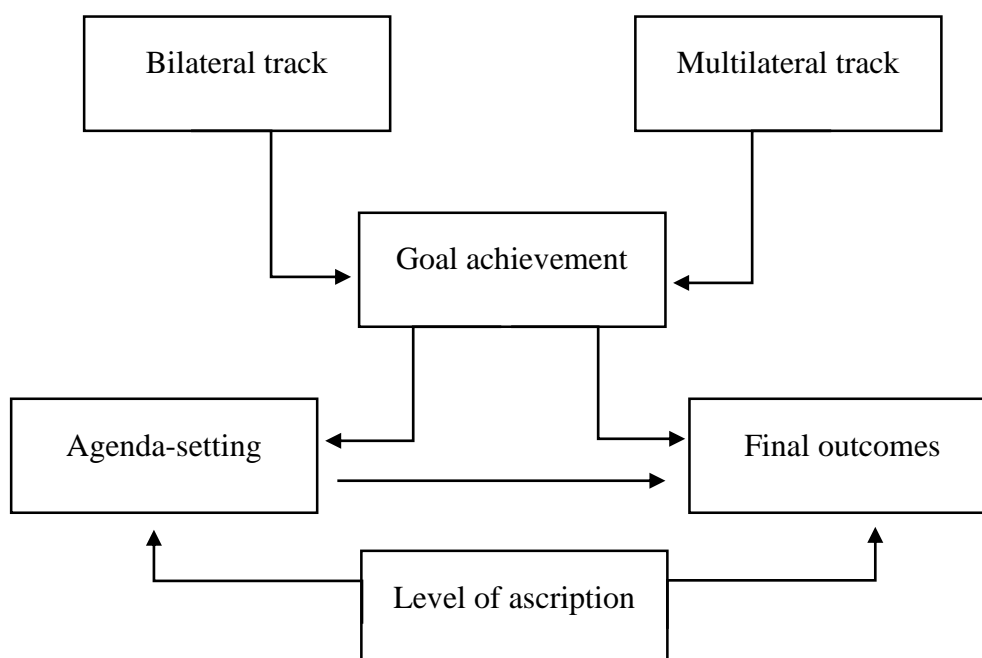 Bilateral track
Multilateral track
Goal achievement
Agenda-setting
Final outcomes
Level of ascription